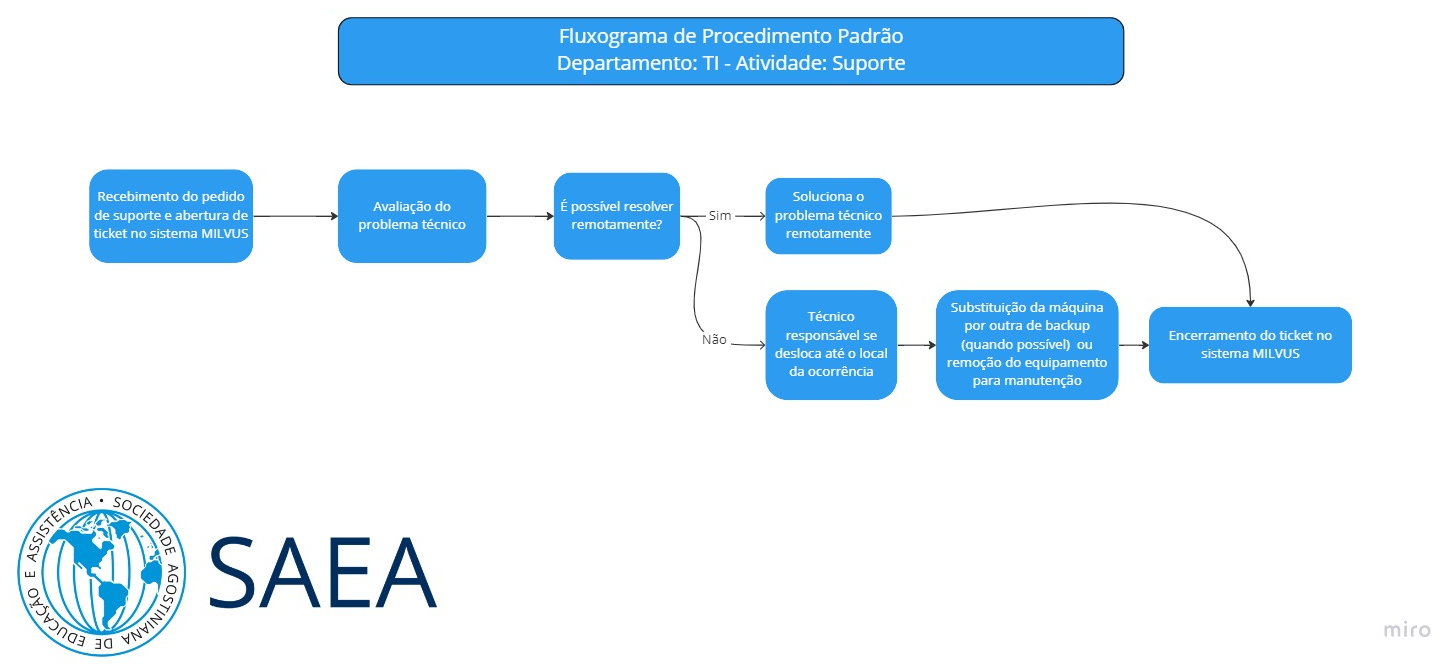 Fluxograma de Procedimento Padrão
Departamento: TI - Atividade: Suporte
Recebimento do pedido
de suporte e abertura de
ticket no sistema MILVUS
Avaliação do
problema técnico
É possível resolver
remotamente?
Sim
Soluciona o
problema técnico
remotamente
Não
Técnico
responsável se
desloca até o local
da ocorrência
Substituição da máquina
por outra de backup
(quando possível) ou
remoção do equipamento
para manutenção
Encerramento do ticket no
sistema MILVUS
SOCIEDADE AGOSTINIANA DE EDUCAÇÃO E ASSISTÊNCIA •
SAEA
miro